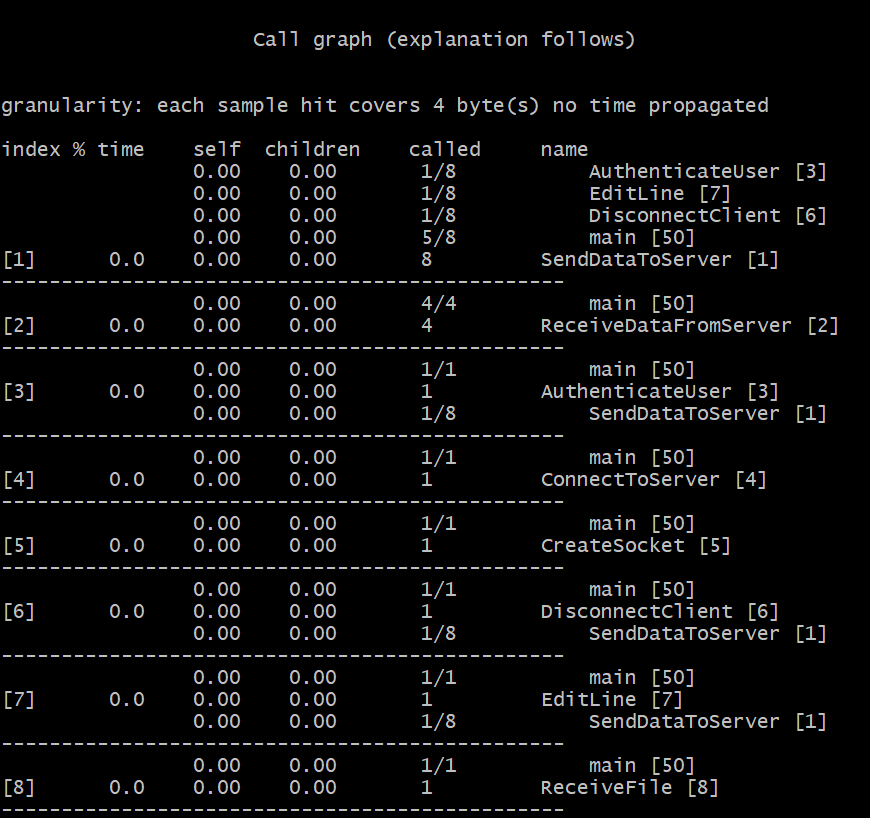 Call graph (explanation follows)
granularity: each sample hit covers 4 byte(s) no time propagated
index % time    self  children    called     name
                0.00    0.00       1/8           AuthenticateUser [3]
                0.00    0.00       1/8           EditLine [7]
                0.00    0.00       1/8           DisconnectClient [6]
                0.00    0.00       5/8           main [50]
[1]      0.0    0.00    0.00       8         SendDataToServer [1]
-----------------------------------------------
                0.00    0.00       4/4           main [50]
[2]      0.0    0.00    0.00       4         ReceiveDataFromServer [2]
-----------------------------------------------
                0.00    0.00       1/1           main [50]
[3]      0.0    0.00    0.00       1         AuthenticateUser [3]
                0.00    0.00       1/8           SendDataToServer [1]
-----------------------------------------------
                0.00    0.00       1/1           main [50]
[4]      0.0    0.00    0.00       1         ConnectToServer [4]
-----------------------------------------------
                0.00    0.00       1/1           main [50]
[5]      0.0    0.00    0.00       1         CreateSocket [5]
-----------------------------------------------
                0.00    0.00       1/1           main [50]
[6]      0.0    0.00    0.00       1         DisconnectClient [6]
                0.00    0.00       1/8           SendDataToServer [1]
-----------------------------------------------
                0.00    0.00       1/1           main [50]
[7]      0.0    0.00    0.00       1         EditLine [7]
                0.00    0.00       1/8           SendDataToServer [1]
-----------------------------------------------
                0.00    0.00       1/1           main [50]
[8]      0.0    0.00    0.00       1         ReceiveFile [8]
-----------------------------------------------